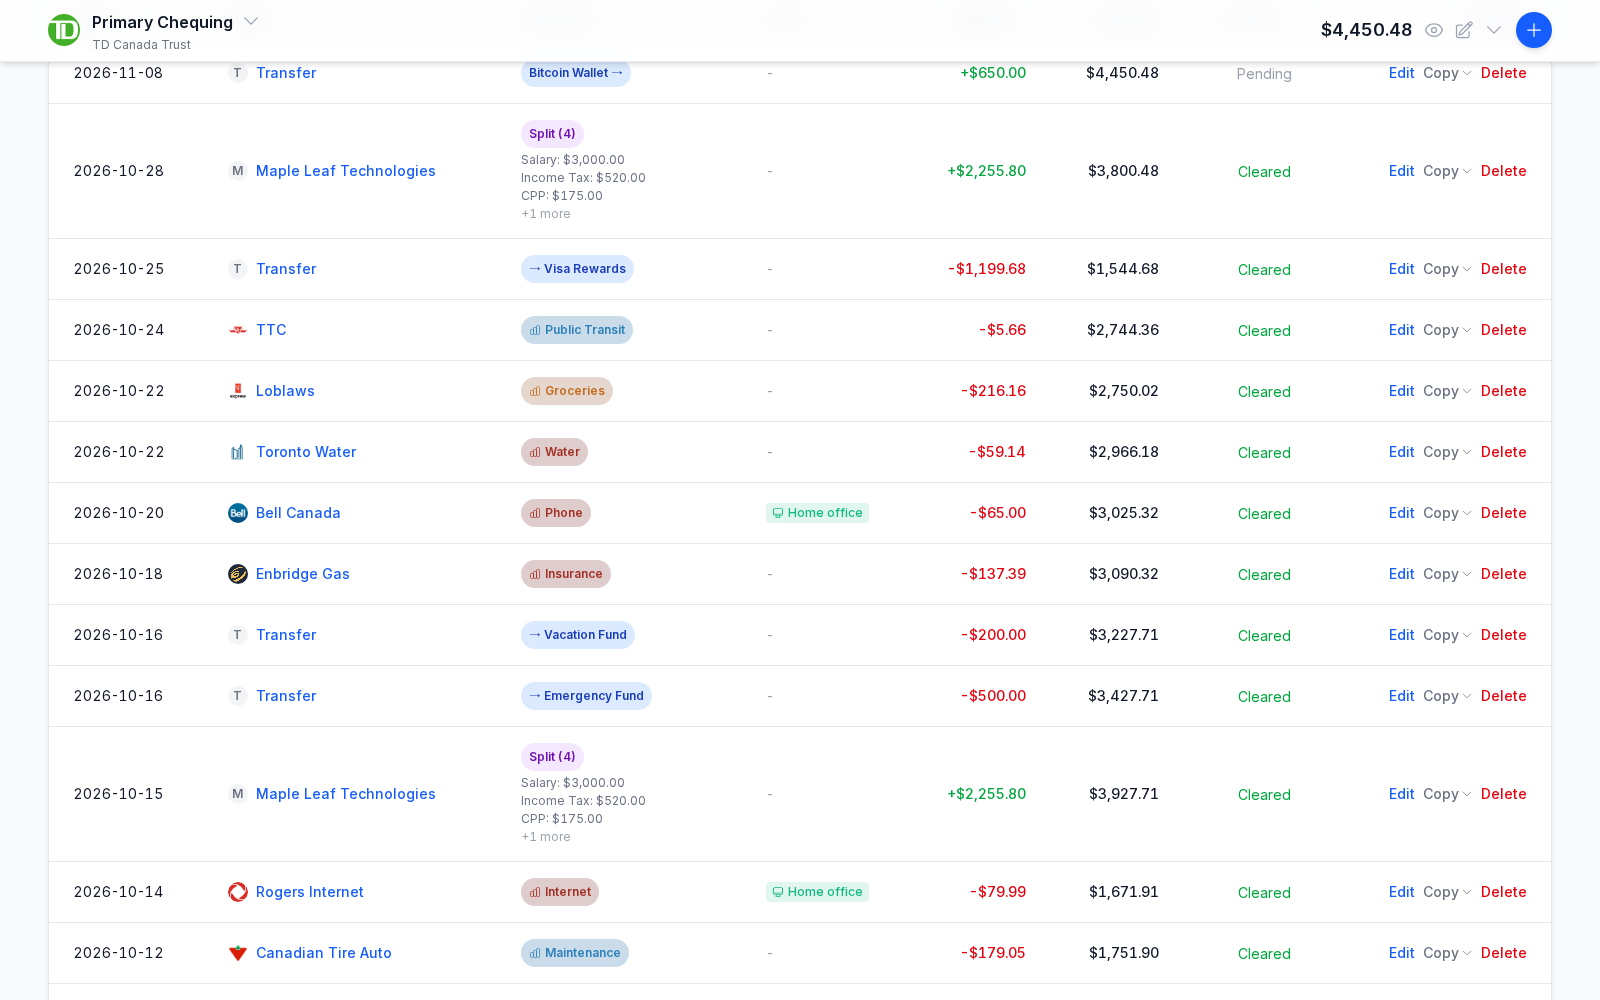 Primary Chequing
TD Canada Trust
$4,450.48
2026-11-08 T Transfer Bitcoin Wallet → - +$650.00 $4,450.48 Pending Edit Copy Delete
2026-10-28 M Maple Leaf Technologies Split (4) - +$2,255.80 $3,800.48 Cleared Edit Copy Delete
Salary: $3,000.00
Income Tax: $520.00
CPP: $175.00
+1 more
2026-10-25 T Transfer → Visa Rewards - -$1,199.68 $1,544.68 Cleared Edit Copy Delete
2026-10-24 TTC Public Transit - -$5.66 $2,744.36 Cleared Edit Copy Delete
2026-10-22 Loblaws Groceries - -$216.16 $2,750.02 Cleared Edit Copy Delete
2026-10-22 Toronto Water Water - -$59.14 $2,966.18 Cleared Edit Copy Delete
2026-10-20 Bell Bell Canada Phone Home office -$65.00 $3,025.32 Cleared Edit Copy Delete
2026-10-18 Enbridge Gas Insurance - -$137.39 $3,090.32 Cleared Edit Copy Delete
2026-10-16 T Transfer → Vacation Fund - -$200.00 $3,227.71 Cleared Edit Copy Delete
2026-10-16 T Transfer → Emergency Fund - -$500.00 $3,427.71 Cleared Edit Copy Delete
2026-10-15 M Maple Leaf Technologies Split (4) - +$2,255.80 $3,927.71 Cleared Edit Copy Delete
Salary: $3,000.00
Income Tax: $520.00
CPP: $175.00
+1 more
2026-10-14 Rogers Internet Internet Home office -$79.99 $1,671.91 Cleared Edit Copy Delete
2026-10-12 Canadian Tire Auto Maintenance - -$179.05 $1,751.90 Cleared Edit Copy Delete